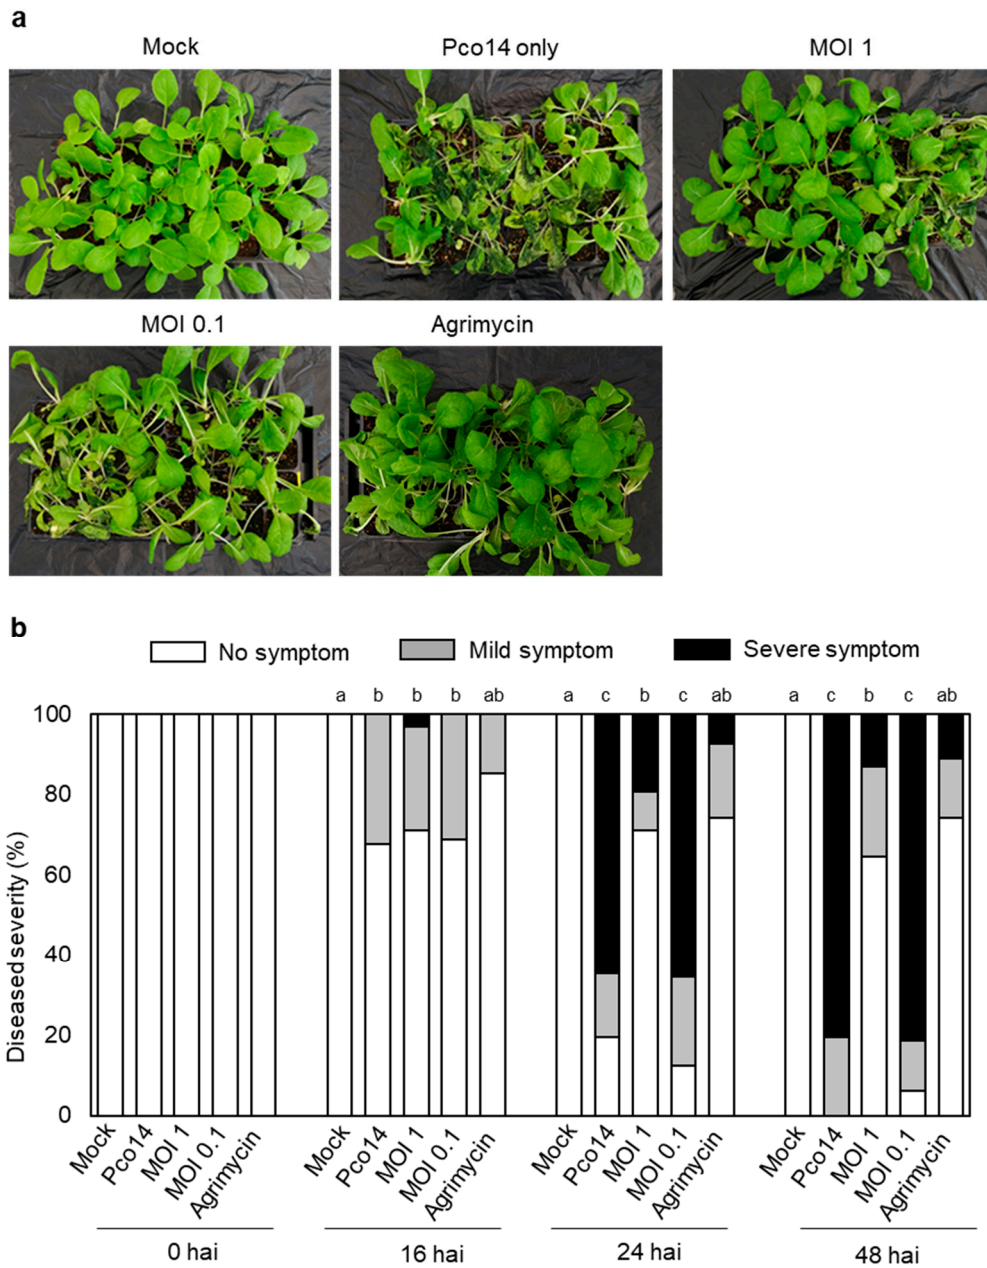 a
Mock Pco14 only MOI 1
MOI 0.1 Agrimycin
b
No symptom Mild symptom Severe symptom
a b b b ab a c b c ab a c b c ab
Diseased severity (%)
100
80
60
40
20
0
Mock Pco14 MOI 1 MOI 0.1 Agrimycin Mock Pco14 MOI 1 MOI 0.1 Agrimycin Mock Pco14 MOI 1 MOI 0.1 Agrimycin Mock Pco14 MOI 1 MOI 0.1 Agrimycin
0 hai 16 hai 24 hai 48 hai